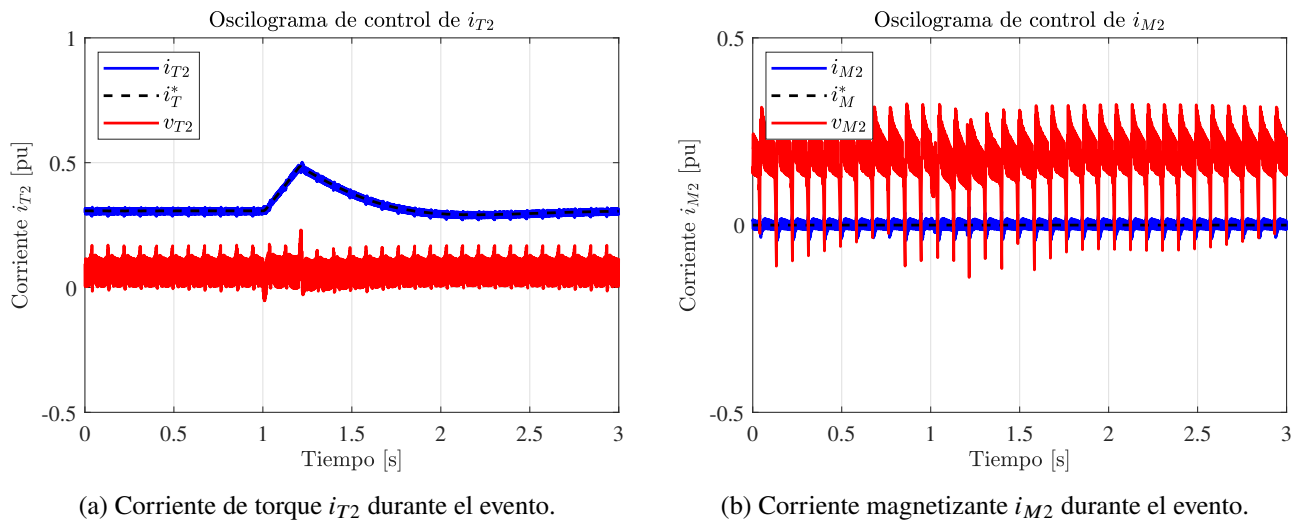 Oscilograma de control de i_{T2}
1
i_{T2}
i_T^*
v_{T2}
0.5
0
-0.5
Corriente i_{T2} [pu]
0 0.5 1 1.5 2 2.5 3
Tiempo [s]
(a) Corriente de torque i_{T2} durante el evento.
Oscilograma de control de i_{M2}
0.5
i_{M2}
i_M^*
v_{M2}
0
-0.5
Corriente i_{M2} [pu]
0 0.5 1 1.5 2 2.5 3
Tiempo [s]
(b) Corriente magnetizante i_{M2} durante el evento.